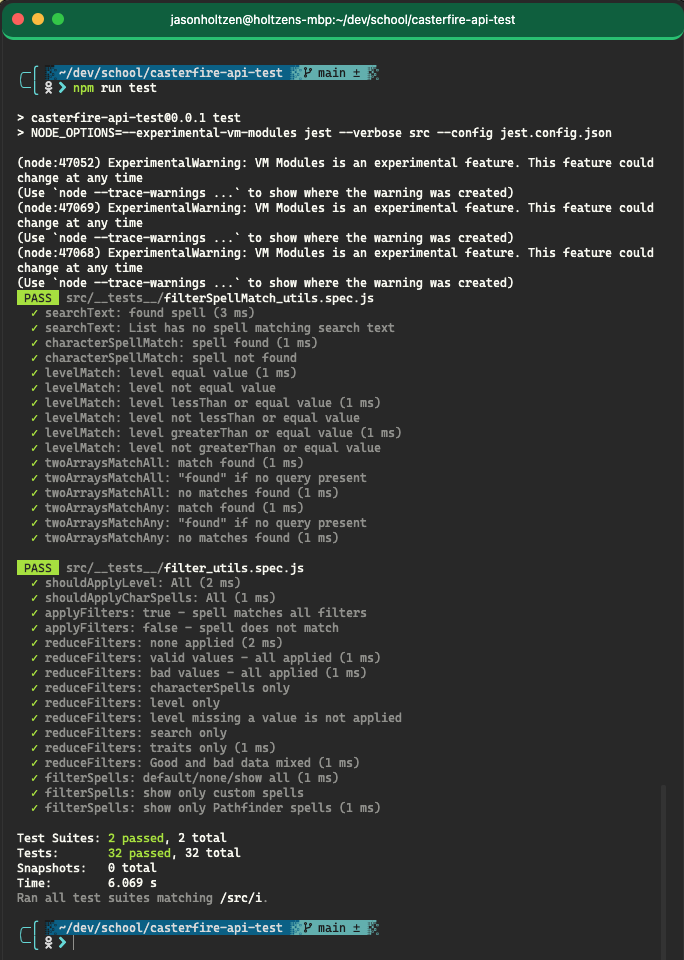 jasonholtzen@holtzens-mbp:~/dev/school/casterfire-api-test
~/dev/school/casterfire-api-test main ±
❯ npm run test
> casterfire-api-test@0.0.1 test
> NODE_OPTIONS=--experimental-vm-modules jest --verbose src --config jest.config.json
(node:47052) ExperimentalWarning: VM Modules is an experimental feature. This feature could
change at any time
(Use `node --trace-warnings ...` to show where the warning was created)
(node:47069) ExperimentalWarning: VM Modules is an experimental feature. This feature could
change at any time
(Use `node --trace-warnings ...` to show where the warning was created)
(node:47068) ExperimentalWarning: VM Modules is an experimental feature. This feature could
change at any time
(Use `node --trace-warnings ...` to show where the warning was created)
PASS src/__tests__/filterSpellMatch_utils.spec.js
✓ searchText: found spell (3 ms)
✓ searchText: List has no spell matching search text
✓ characterSpellMatch: spell found (1 ms)
✓ characterSpellMatch: spell not found
✓ levelMatch: level equal value (1 ms)
✓ levelMatch: level not equal value
✓ levelMatch: level lessThan or equal value (1 ms)
✓ levelMatch: level not lessThan or equal value
✓ levelMatch: level greaterThan or equal value (1 ms)
✓ levelMatch: level not greaterThan or equal value
✓ twoArraysMatchAll: match found (1 ms)
✓ twoArraysMatchAll: "found" if no query present
✓ twoArraysMatchAll: no matches found (1 ms)
✓ twoArraysMatchAny: match found (1 ms)
✓ twoArraysMatchAny: "found" if no query present
✓ twoArraysMatchAny: no matches found (1 ms)
PASS src/__tests__/filter_utils.spec.js
✓ shouldApplyLevel: All (2 ms)
✓ shouldApplyCharSpells: All (1 ms)
✓ applyFilters: true - spell matches all filters
✓ applyFilters: false - spell does not match
✓ reduceFilters: none applied (2 ms)
✓ reduceFilters: valid values - all applied (1 ms)
✓ reduceFilters: bad values - all applied (1 ms)
✓ reduceFilters: characterSpells only
✓ reduceFilters: level only
✓ reduceFilters: level missing a value is not applied
✓ reduceFilters: search only
✓ reduceFilters: traits only (1 ms)
✓ reduceFilters: Good and bad data mixed (1 ms)
✓ filterSpells: default/none/show all (1 ms)
✓ filterSpells: show only custom spells
✓ filterSpells: show only Pathfinder spells (1 ms)
Test Suites: 2 passed, 2 total
Tests: 32 passed, 32 total
Snapshots: 0 total
Time: 6.069 s
Ran all test suites matching /src/i.
~/dev/school/casterfire-api-test main ±
❯